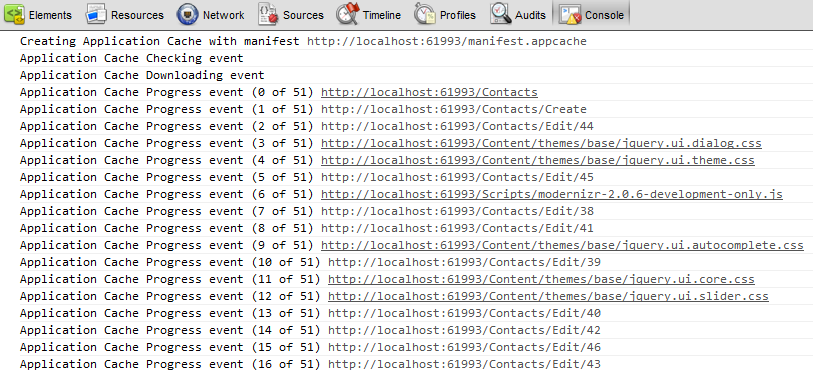 Elements Resources Network Sources Timeline Profiles Audits Console
Creating Application Cache with manifest http://localhost:61993/manifest.appcache
Application Cache Checking event
Application Cache Downloading event
Application Cache Progress event (0 of 51) http://localhost:61993/Contacts
Application Cache Progress event (1 of 51) http://localhost:61993/Contacts/Create
Application Cache Progress event (2 of 51) http://localhost:61993/Contacts/Edit/44
Application Cache Progress event (3 of 51) http://localhost:61993/Content/themes/base/jquery.ui.dialog.css
Application Cache Progress event (4 of 51) http://localhost:61993/Content/themes/base/jquery.ui.theme.css
Application Cache Progress event (5 of 51) http://localhost:61993/Contacts/Edit/45
Application Cache Progress event (6 of 51) http://localhost:61993/Scripts/modernizr-2.0.6-development-only.js
Application Cache Progress event (7 of 51) http://localhost:61993/Contacts/Edit/38
Application Cache Progress event (8 of 51) http://localhost:61993/Contacts/Edit/41
Application Cache Progress event (9 of 51) http://localhost:61993/Content/themes/base/jquery.ui.autocomplete.css
Application Cache Progress event (10 of 51) http://localhost:61993/Contacts/Edit/39
Application Cache Progress event (11 of 51) http://localhost:61993/Content/themes/base/jquery.ui.core.css
Application Cache Progress event (12 of 51) http://localhost:61993/Content/themes/base/jquery.ui.slider.css
Application Cache Progress event (13 of 51) http://localhost:61993/Contacts/Edit/40
Application Cache Progress event (14 of 51) http://localhost:61993/Contacts/Edit/42
Application Cache Progress event (15 of 51) http://localhost:61993/Contacts/Edit/46
Application Cache Progress event (16 of 51) http://localhost:61993/Contacts/Edit/43